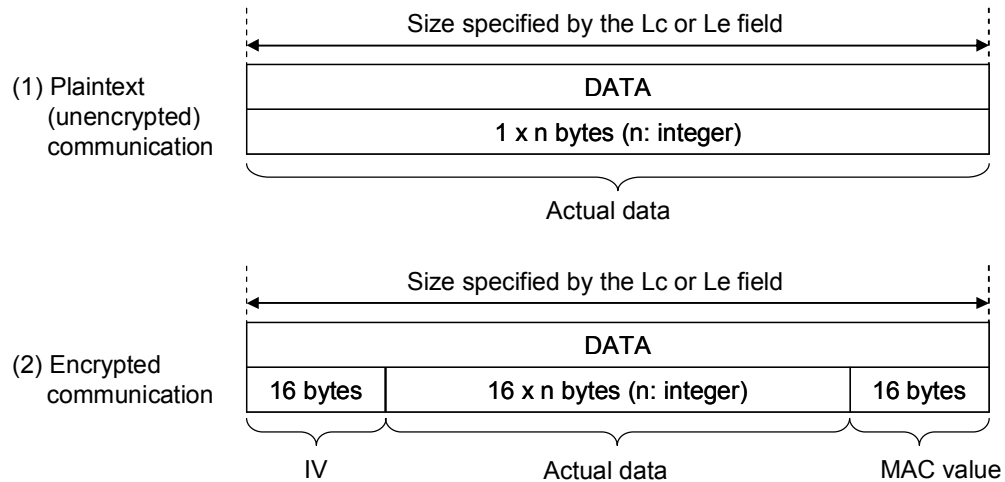 Size specified by the Lc or Le field
(1) Plaintext
(unencrypted)
communication
DATA
1 x n bytes (n: integer)
Actual data
Size specified by the Lc or Le field
(2) Encrypted
communication
DATA
16 bytes
16 x n bytes (n: integer)
16 bytes
IV
Actual data
MAC value